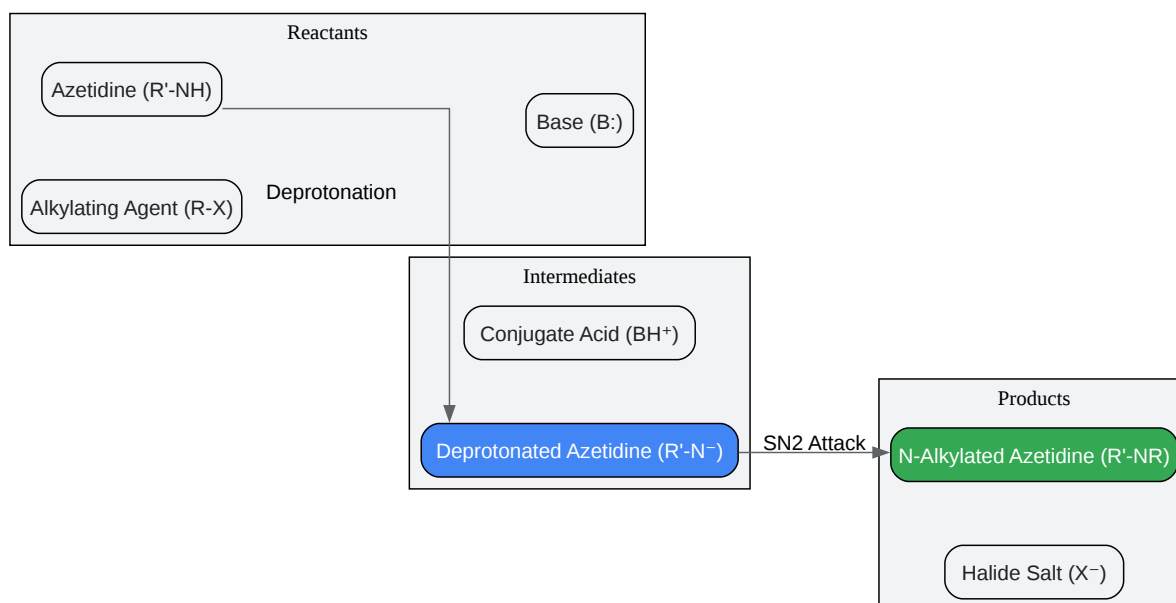 Reactants
Azetidine (R'-NH)
Base (B:)
Deprotonation
Alkylating Agent (R-X)
Intermediates
Conjugate Acid (BH⁺)
Deprotonated Azetidine (R'-N⁻)
SN2 Attack
Products
N-Alkylated Azetidine (R'-NR)
Halide Salt (X⁻)